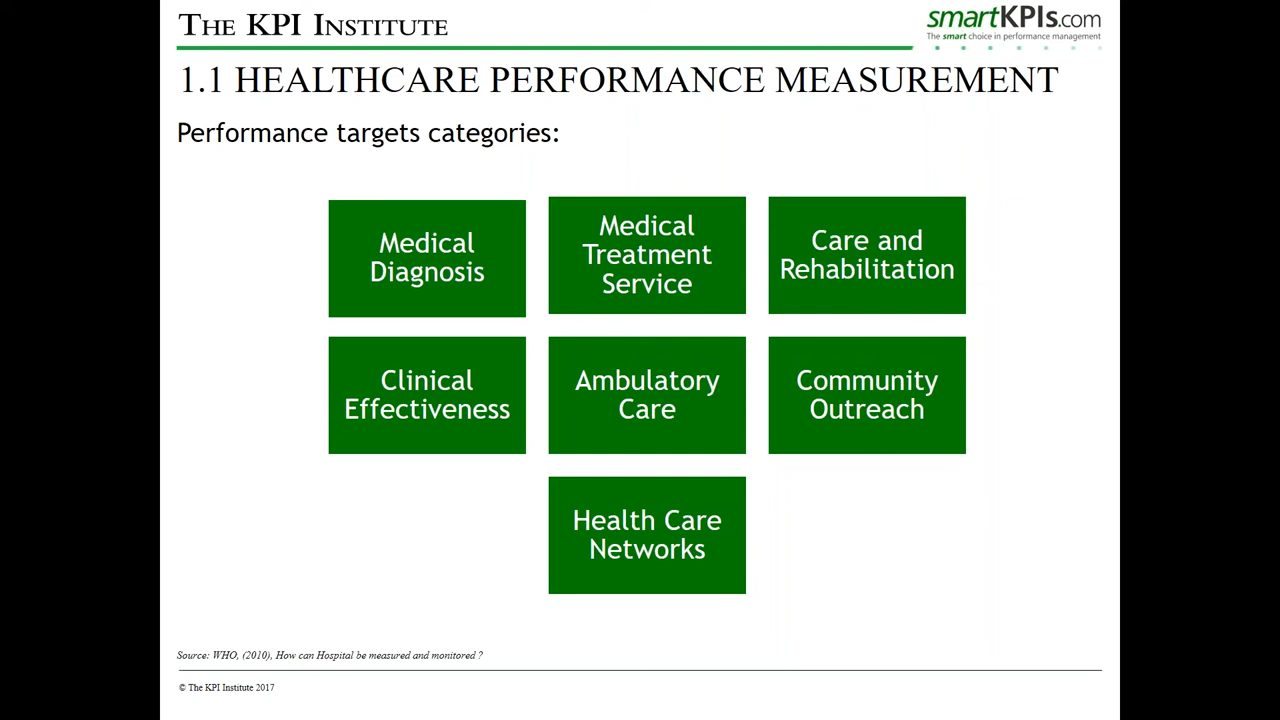 THE KPI INSTITUTE
smartKPIs.com
The smart choice in performance management
1.1 HEALTHCARE PERFORMANCE MEASUREMENT
Performance targets categories:
Medical
Diagnosis
Medical
Treatment
Service
Care and
Rehabilitation
Clinical
Effectiveness
Ambulatory
Care
Community
Outreach
Health Care
Networks
Source: WHO, (2010), How can Hospital be measured and monitored ?
© The KPI Institute 2017